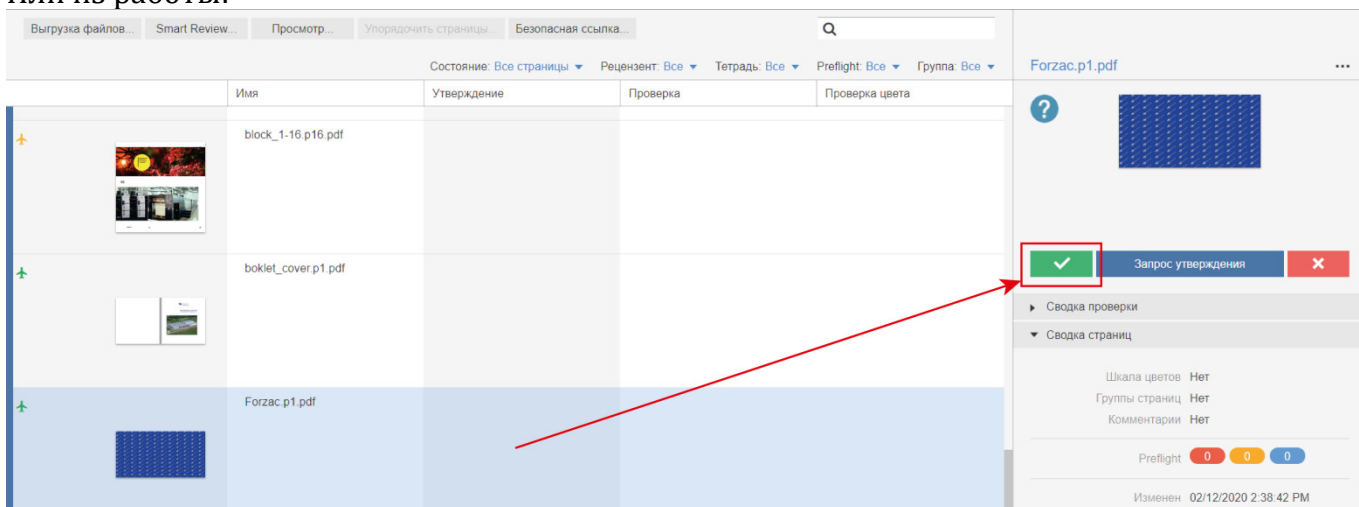 Или из работы:
Выгрузка файлов... Smart Review... Просмотр... Упорядочить страницы... Безопасная ссылка...
Состояние: Все страницы Рецензент: Все Тетрадь: Все Preflight: Все Группа: Все
Forzac.p1.pdf ...
Имя Утверждение Проверка Проверка цвета
block_1-16.p16.pdf
Запрос утверждения
boklet_cover.p1.pdf
Сводка проверки
Сводка страниц
Шкала цветов Нет
Группы страниц Нет
Forzac.p1.pdf
Комментарии Нет
Preflight 0 0 0
Изменен 02/12/2020 2:38:42 PM